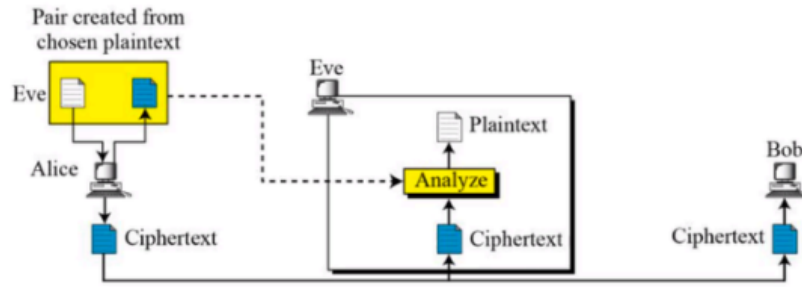 Pair created from
chosen plaintext
Eve
Eve
Plaintext
Bob
Alice
Analyze
Ciphertext
Ciphertext
Ciphertext